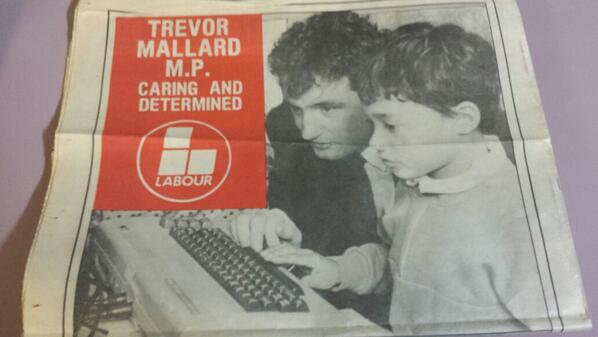 TREVOR
MALLARD
M.P.
CARING AND
DETERMINED
LABOUR